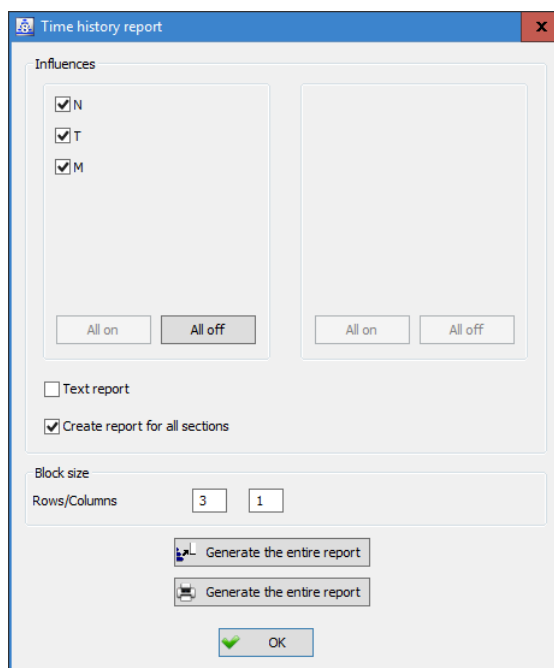 Time history report
Influences
N
T
M
All on All off All on All off
Text report
Create report for all sections
Block size
Rows/Columns 3 1
Generate the entire report
Generate the entire report
OK